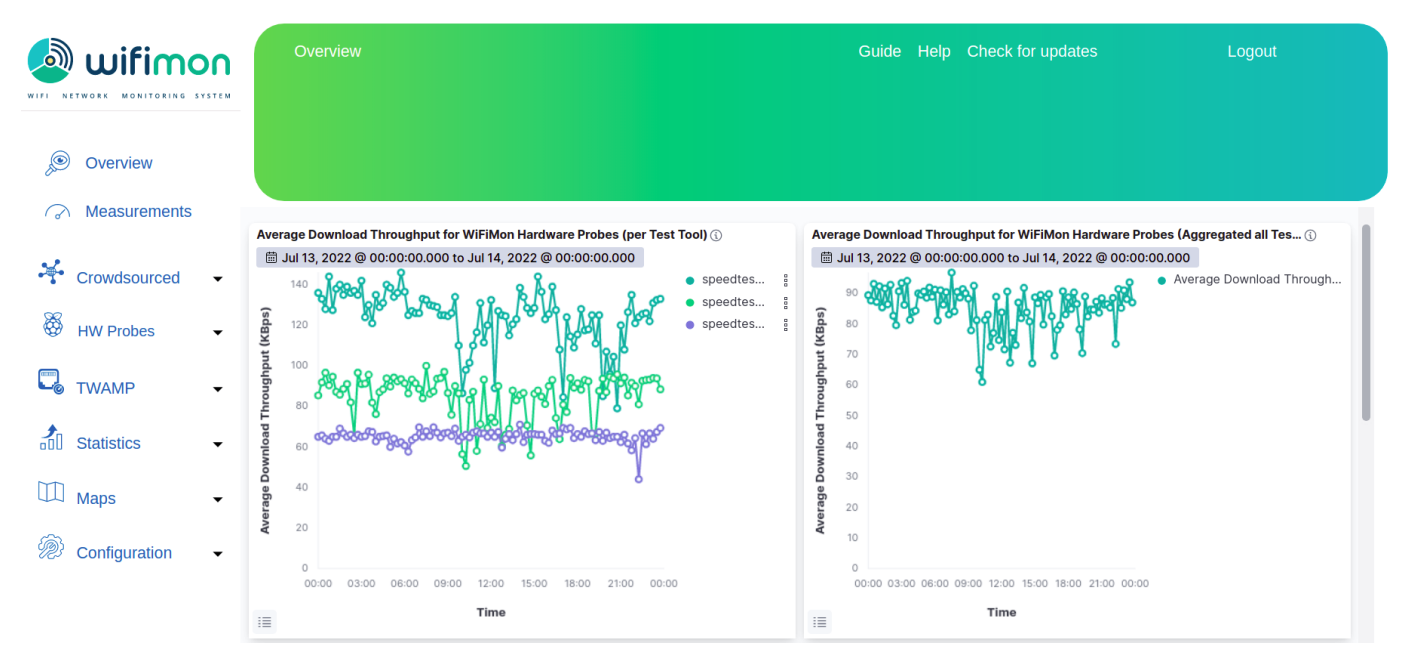 wifimon
WIFI NETWORK MONITORING SYSTEM
Overview
Measurements
Crowdsourced
HW Probes
TWAMP
Statistics
Maps
Configuration
Overview Guide Help Check for updates Logout
Average Download Throughput for WiFiMon Hardware Probes (per Test Tool)
Jul 13, 2022 @ 00:00:00.000 to Jul 14, 2022 @ 00:00:00.000
Average Download Throughput (KBps)
140
120
100
80
60
40
20
0
00:00 03:00 06:00 09:00 12:00 15:00 18:00 21:00 00:00
Time
speedtes...
speedtes...
speedtes...
Average Download Throughput for WiFiMon Hardware Probes (Aggregated all Tes...
Jul 13, 2022 @ 00:00:00.000 to Jul 14, 2022 @ 00:00:00.000
Average Download Throughput (KBps)
90
80
70
60
50
40
30
20
10
0
00:00 03:00 06:00 09:00 12:00 15:00 18:00 21:00 00:00
Time
Average Download Through...